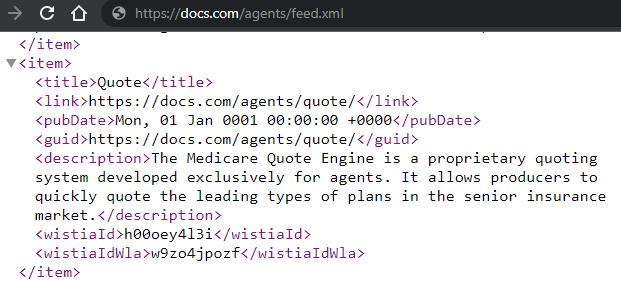 https://docs.com/agents/feed.xml
</item>
<item>
<title>Quote</title>
<link>https://docs.com/agents/quote/</link>
<pubDate>Mon, 01 Jan 0001 00:00:00 +0000</pubDate>
<guid>https://docs.com/agents/quote/</guid>
<description>The Medicare Quote Engine is a proprietary quoting
system developed exclusively for agents. It allows producers to
quickly quote the leading types of plans in the senior insurance
market.</description>
<wistiaId>h00oey4l3i</wistiaId>
<wistiaIdWla>w9zo4jpozf</wistiaIdWla>
</item>